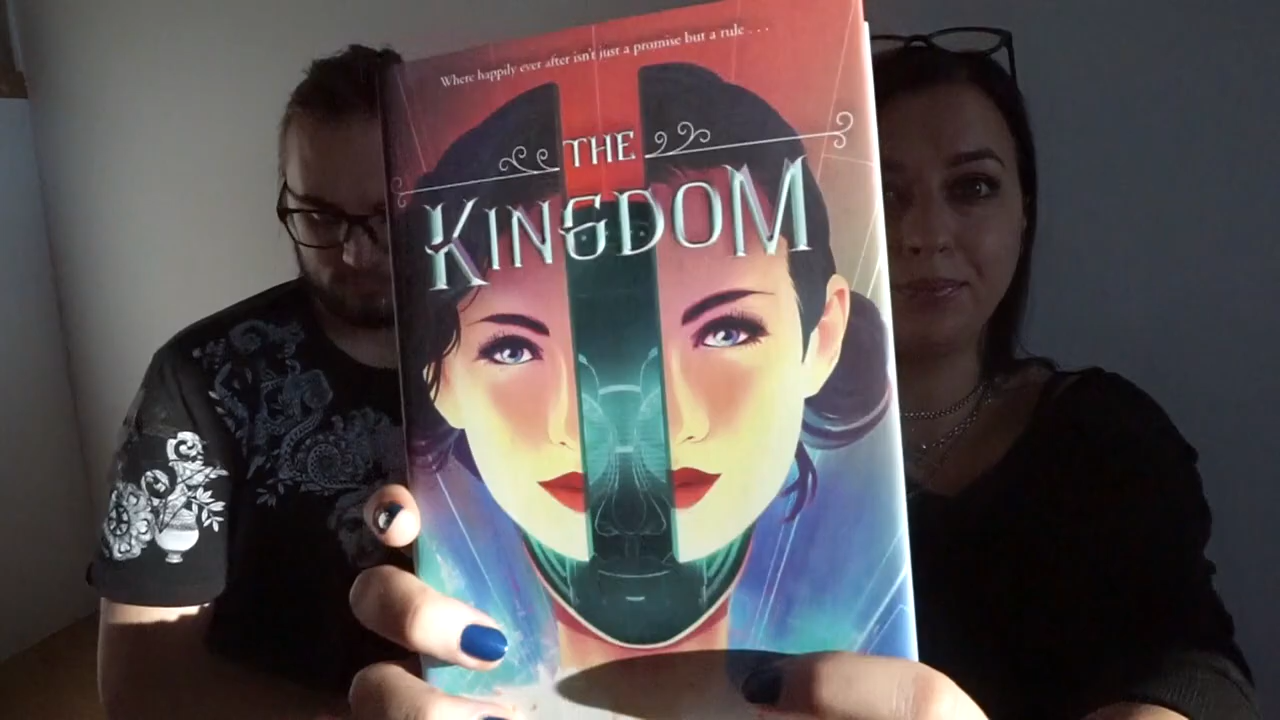 Where happily ever after isn't just a promise but a rule . . .
THE
KINGDOM